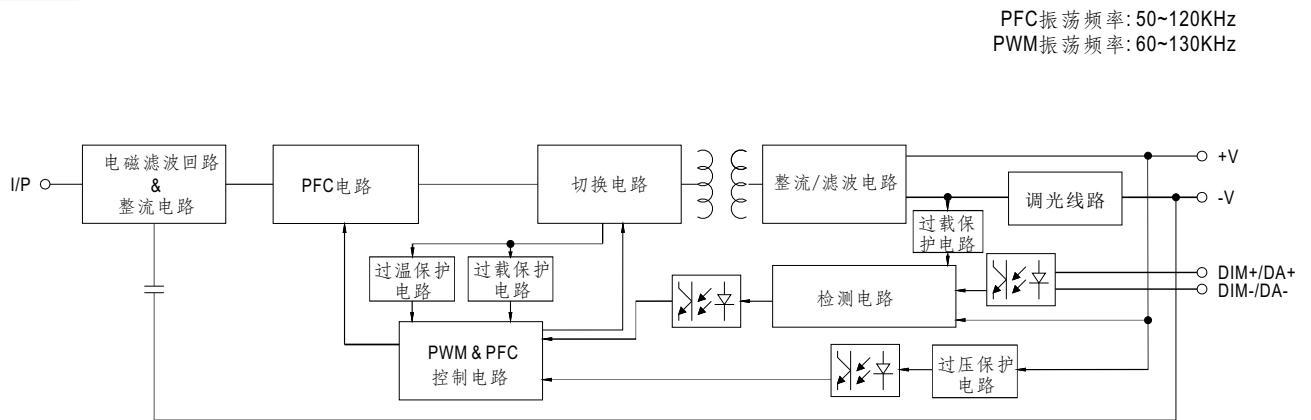 PFC振荡频率: 50~120KHz
PWM振荡频率: 60~130KHz
I/P
电磁滤波回路
&
整流电路
PFC电路
切换电路
整流/滤波电路
+V
调光线路
-V
过载保
护电路
过温保护
电路
过载保护
电路
检测电路
DIM+/DA+
DIM-/DA-
PWM & PFC
控制电路
过压保护
电路